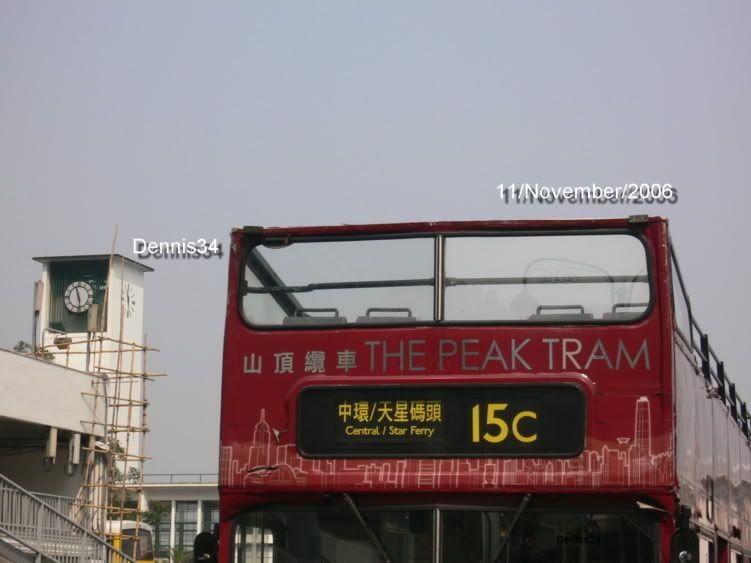 11/November/2006
Dennis34
山頂纜車 THE PEAK TRAM
中環/天星碼頭
Central / Star Ferry
15C
Dennis34